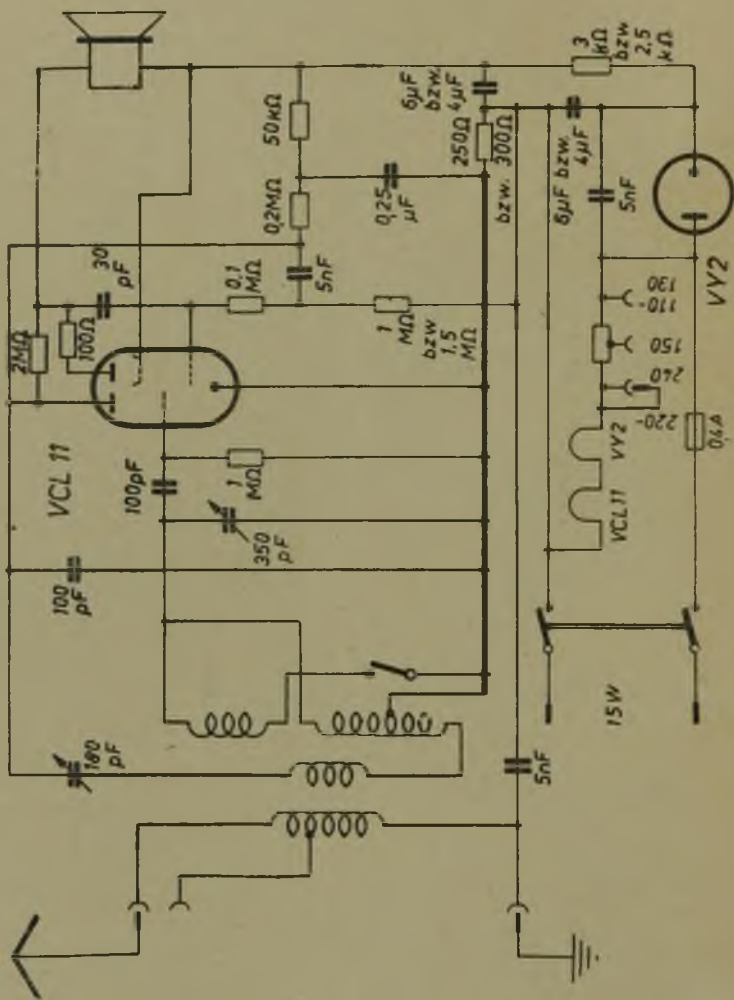 3
kΩ
bzw
2,5
kΩ
6µF
bzw.
4µF
50kΩ
250Ω
300Ω
bzw.
6µF bzw.
4µF
0,2MΩ
0,25
µF
5nF
30
pF
0,1
MΩ
5nF
1
MΩ
bzw
1,5
MΩ
2MΩ
100Ω
VY2
110-
130
150
240
220-
0,4A
VCL 11
100pF
1
MΩ
350
pF
VY2
VCL11
100
pF
15W
180
pF
5nF